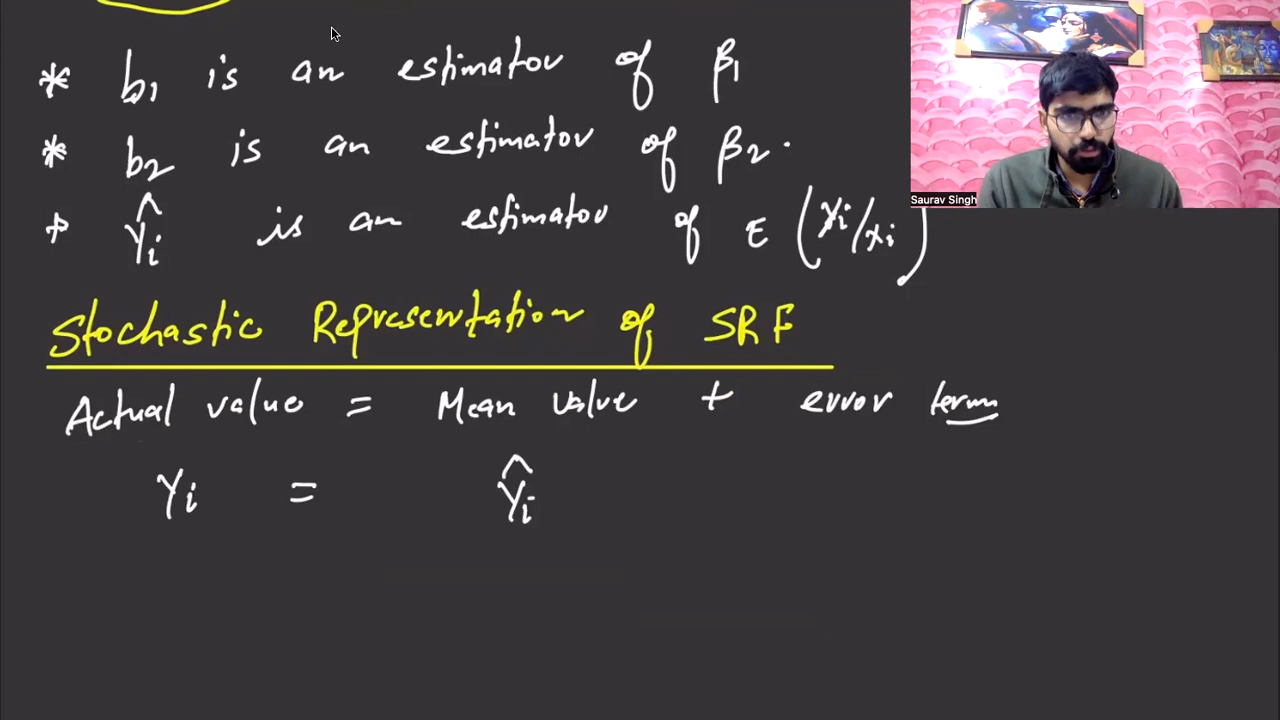 * b1 is an estimator of β1
* b2 is an estimator of β2.
* Ŷi is an estimator of E (Yi/Xi)
Saurav Singh
Stochastic Representation of SRF
Actual value = Mean value + error term
Yi = Ŷi